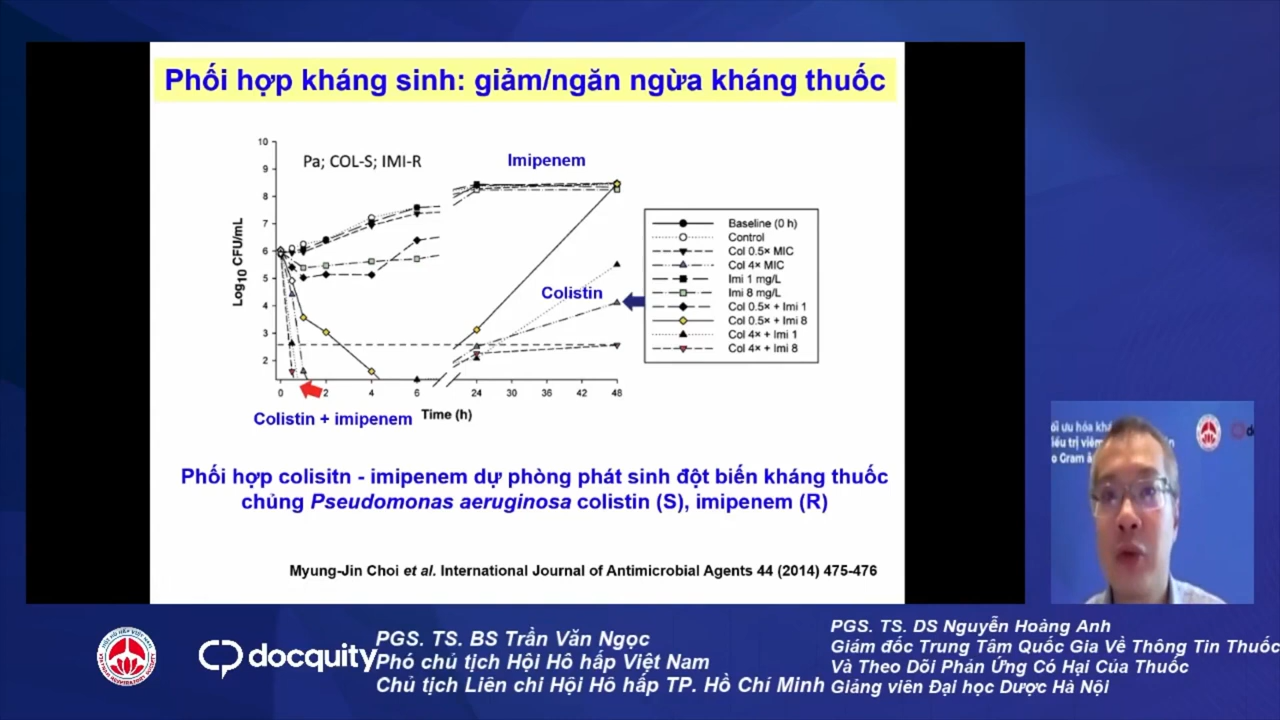 Phối hợp kháng sinh: giảm/ngăn ngừa kháng thuốc
Pa; COL-S; IMI-R
Imipenem
Colistin
Log10 CFU/mL
10
9
8
7
6
5
4
3
2
0 2 4 6 24 30 36 42 48
Time (h)
Colistin + imipenem
Baseline (0 h)
Control
Col 0.5× MIC
Col 4× MIC
Imi 1 mg/L
Imi 8 mg/L
Col 0.5× + Imi 1
Col 0.5× + Imi 8
Col 4× + Imi 1
Col 4× + Imi 8
Phối hợp colisitn - imipenem dự phòng phát sinh đột biến kháng thuốc
chủng Pseudomonas aeruginosa colistin (S), imipenem (R)
Myung-Jin Choi et al. International Journal of Antimicrobial Agents 44 (2014) 475-476
ối ưu hóa khá
iều trị viêm
o Gram â
docquity
PGS. TS. BS Trần Văn Ngọc
Phó chủ tịch Hội Hô hấp Việt Nam
Chủ tịch Liên chi Hội Hô hấp TP. Hồ Chí Minh
PGS. TS. DS Nguyễn Hoàng Anh
Giám đốc Trung Tâm Quốc Gia Về Thông Tin Thuốc
Và Theo Dõi Phản Ứng Có Hại Của Thuốc
Giảng viên Đại học Dược Hà Nội